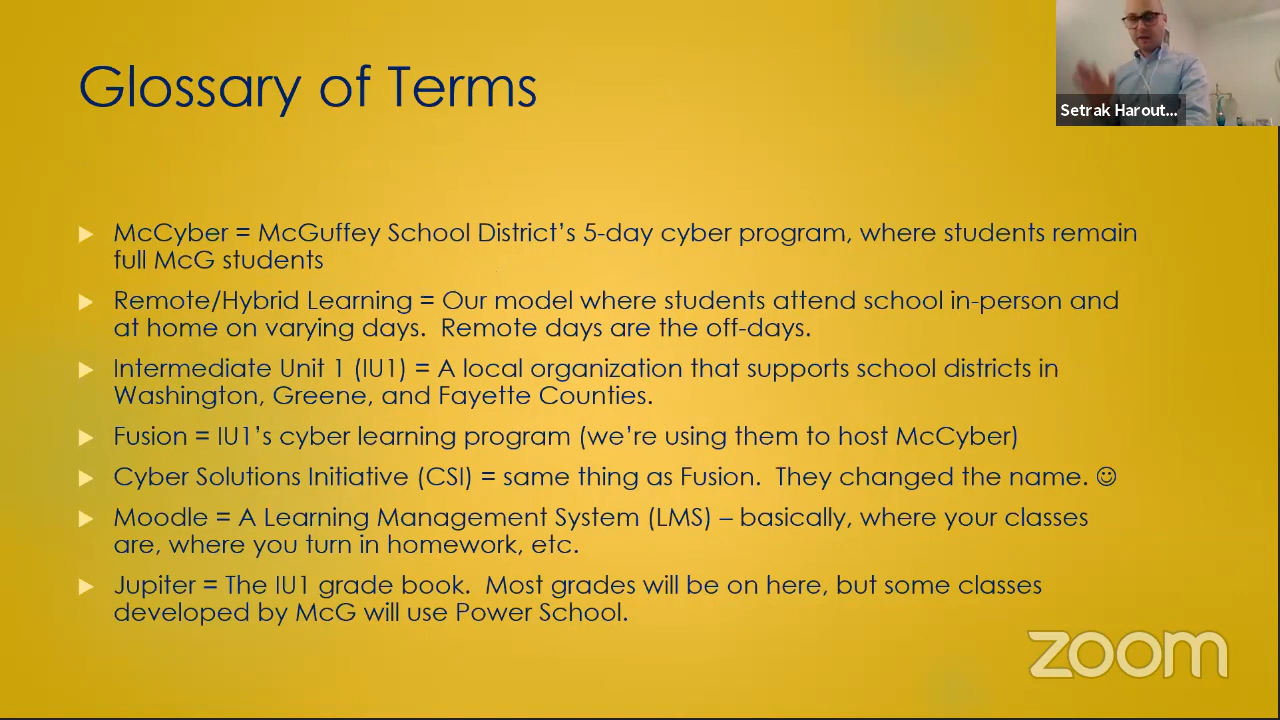 Glossary of Terms
Setrak Harout...
McCyber = McGuffey School District’s 5-day cyber program, where students remain
full McG students
Remote/Hybrid Learning = Our model where students attend school in-person and
at home on varying days.  Remote days are the off-days.
Intermediate Unit 1 (IU1) = A local organization that supports school districts in
Washington, Greene, and Fayette Counties.
Fusion = IU1’s cyber learning program (we’re using them to host McCyber)
Cyber Solutions Initiative (CSI) = same thing as Fusion.  They changed the name. ☺
Moodle = A Learning Management System (LMS) – basically, where your classes
are, where you turn in homework, etc.
Jupiter = The IU1 grade book.  Most grades will be on here, but some classes
developed by McG will use Power School.
zoom